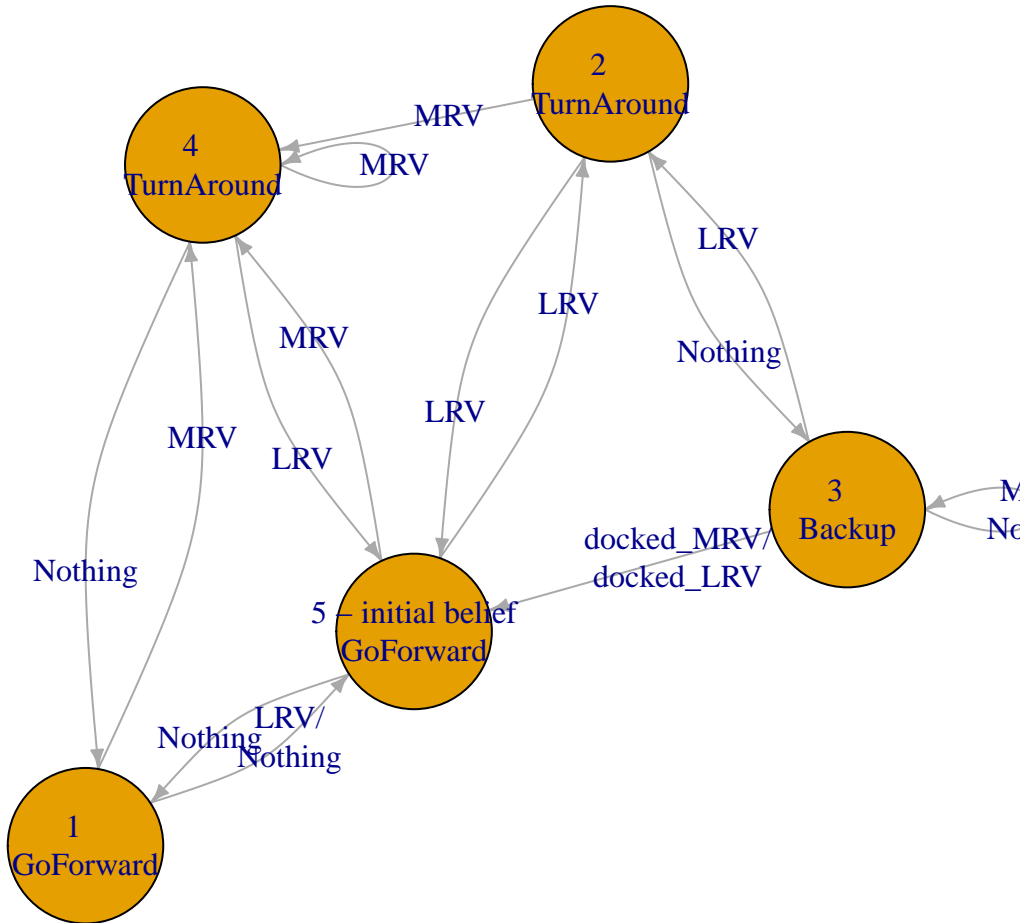 2
TurnAround
MRV
4
TurnAround
MRV
LRV
LRV
MRV
Nothing
LRV
MRV
LRV
3
Backup
docked_MRV/
docked_LRV
Nothing
5 – initial belief
GoForward
LRV/
Nothing
Nothing
1
GoForward